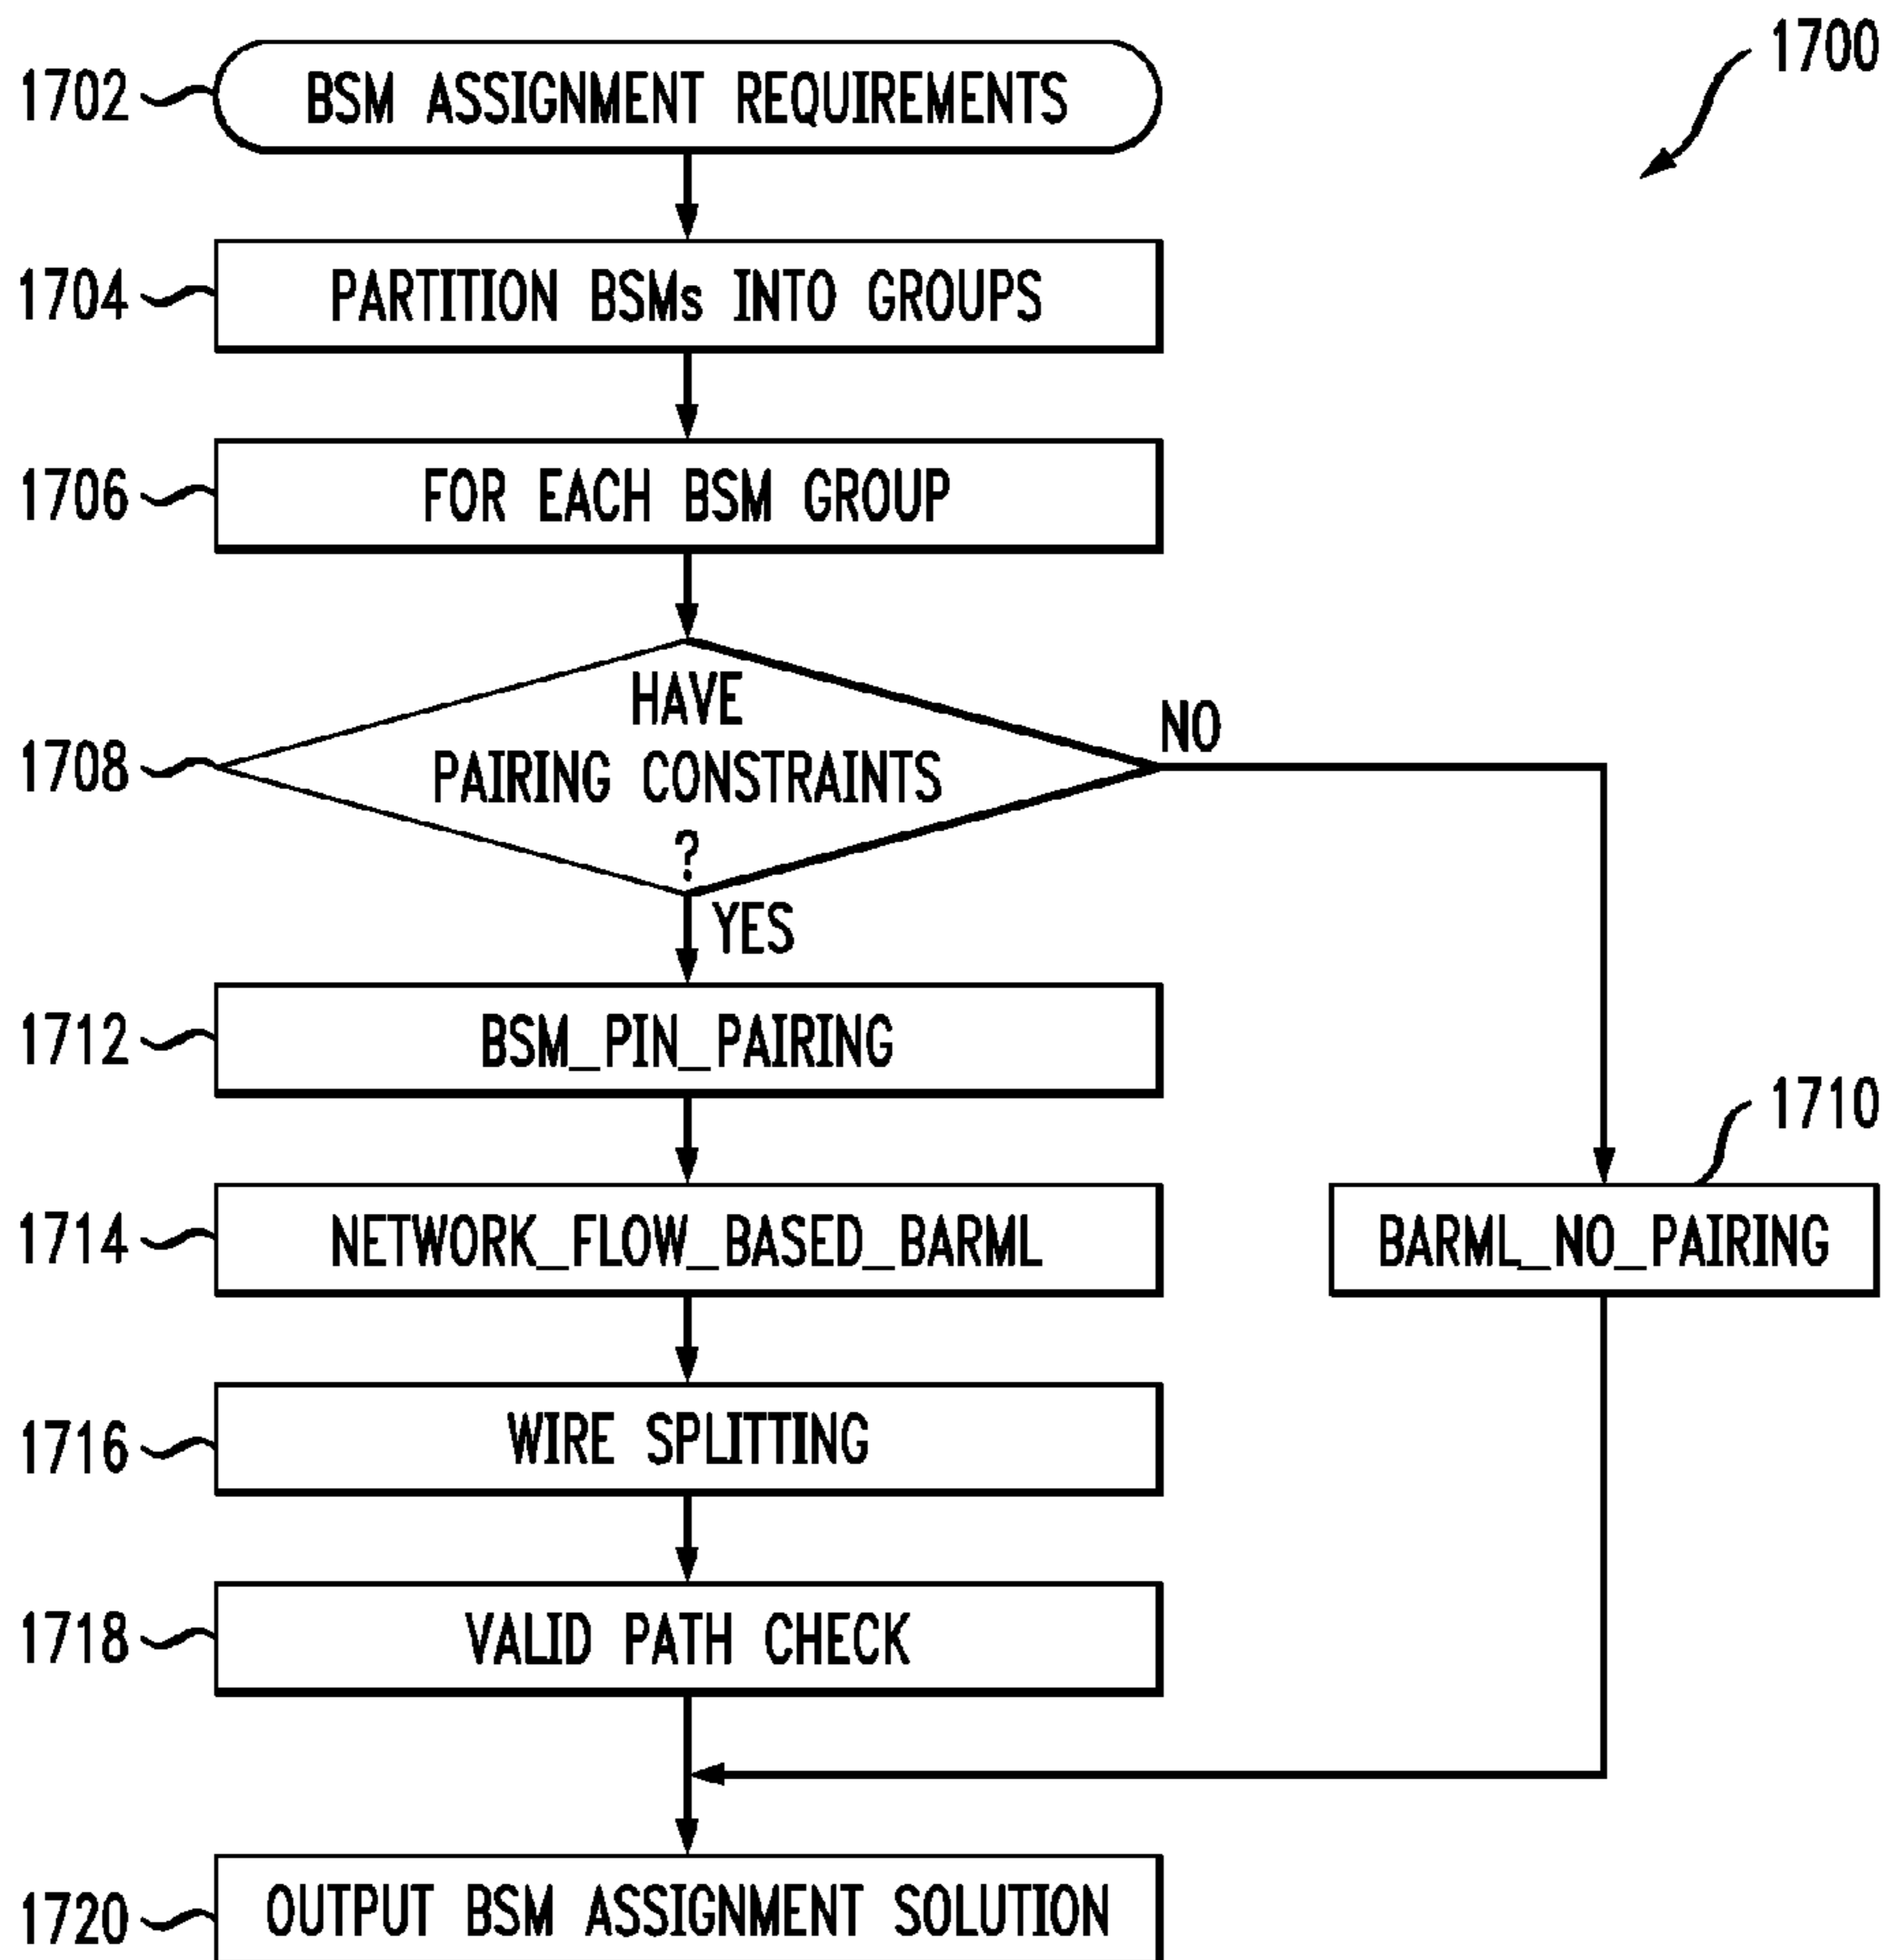 1700
1702
BSM ASSIGNMENT REQUIREMENTS
1704
PARTITION BSMs INTO GROUPS
1706
FOR EACH BSM GROUP
1708
HAVE
PAIRING CONSTRAINTS
?
NO
YES
1712
BSM_PIN_PAIRING
1710
1714
NETWORK_FLOW_BASED_BARML
BARML_NO_PAIRING
1716
WIRE SPLITTING
1718
VALID PATH CHECK
1720
OUTPUT BSM ASSIGNMENT SOLUTION